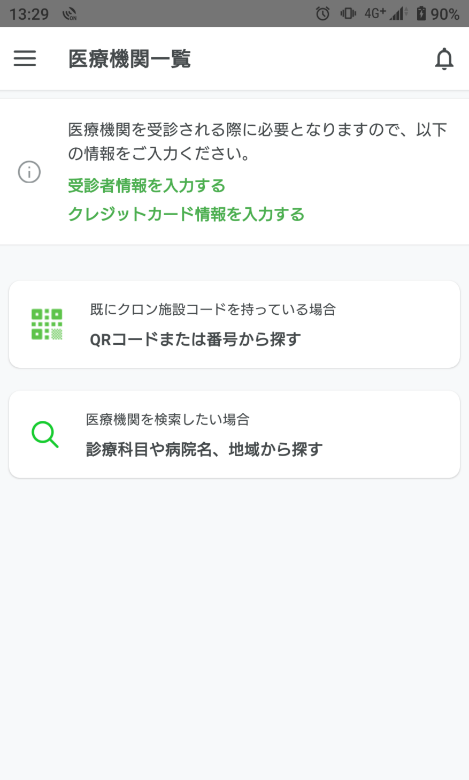 13:29
4G+
90%
医療機関一覧
医療機関を受診される際に必要となりますので、以下
の情報をご入力ください。
受診者情報を入力する
クレジットカード情報を入力する
既にクロン施設コードを持っている場合
QRコードまたは番号から探す
医療機関を検索したい場合
診療科目や病院名、地域から探す